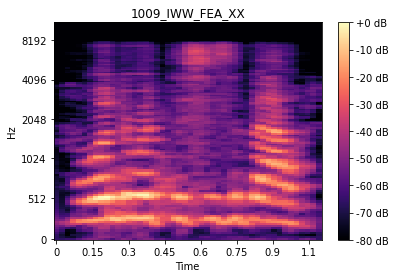 1009_IWW_FEA_XX
+0 dB
8192
-10 dB
4096
-20 dB
-30 dB
2048
Hz
-40 dB
1024
-50 dB
512
-60 dB
-70 dB
0
-80 dB
0 0.15 0.3 0.45 0.6 0.75 0.9 1.1
Time